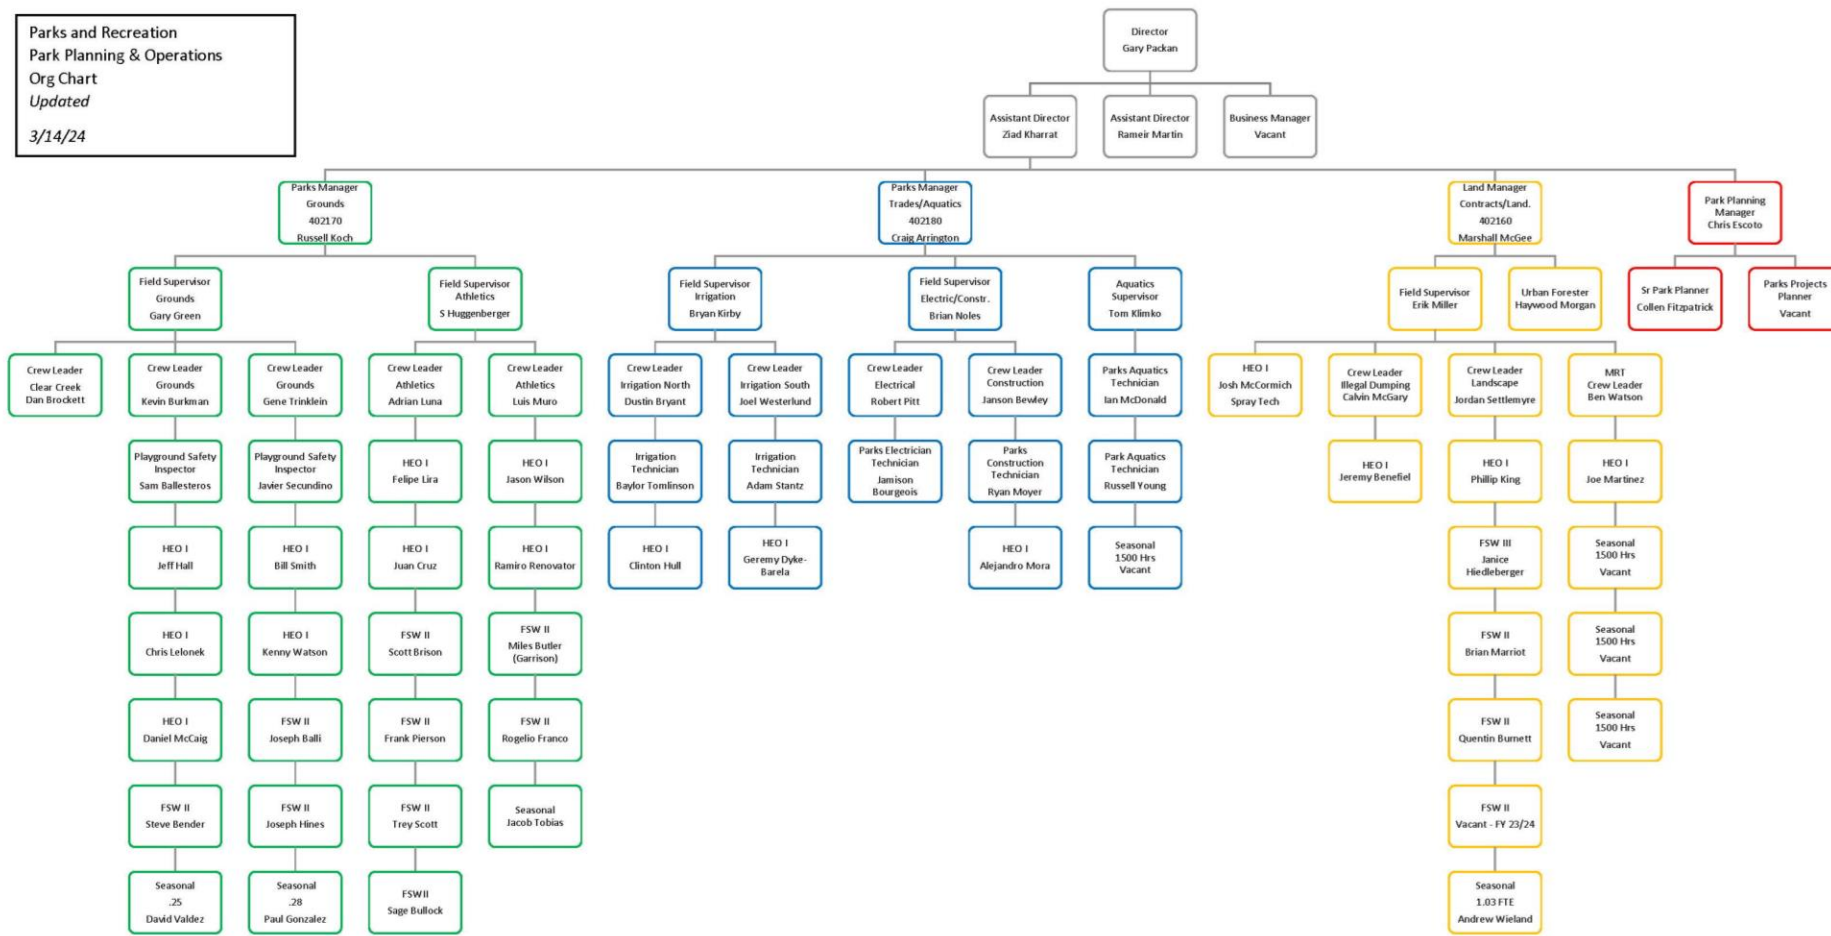 Parks and Recreation
Park Planning & Operations
Org Chart
Updated
3/14/24
Director
Gary Packan
Assistant Director
Ziad Kharrat
Assistant Director
Rameir Martin
Business Manager
Vacant
Parks Manager
Grounds
402170
Russell Koch
Parks Manager
Trades/Aquatics
402180
Craig Arrington
Land Manager
Contracts/Land.
402160
Marshall McGee
Park Planning
Manager
Chris Escoto
Field Supervisor
Grounds
Gary Green
Field Supervisor
Athletics
S Huggenberger
Field Supervisor
Irrigation
Bryan Kirby
Field Supervisor
Electric/Constr.
Brian Noles
Aquatics
Supervisor
Tom Klimko
Field Supervisor
Erik Miller
Urban Forester
Haywood Morgan
Sr Park Planner
Collen Fitzpatrick
Parks Projects
Planner
Vacant
Crew Leader
Clear Creek
Dan Brockett
Crew Leader
Grounds
Kevin Burkman
Crew Leader
Grounds
Gene Trinklein
Crew Leader
Athletics
Adrian Luna
Crew Leader
Athletics
Luis Muro
Crew Leader
Irrigation North
Dustin Bryant
Crew Leader
Irrigation South
Joel Westerlund
Crew Leader
Electrical
Robert Pitt
Crew Leader
Construction
Janson Bewley
Parks Aquatics
Technician
Ian McDonald
HEO I
Josh McCormich
Spray Tech
Crew Leader
Illegal Dumping
Calvin McGary
Crew Leader
Landscape
Jordan Settlemyre
MRT
Crew Leader
Ben Watson
Playground Safety
Inspector
Sam Ballesteros
Playground Safety
Inspector
Javier Secundino
HEO I
Felipe Lira
HEO I
Jason Wilson
Irrigation
Technician
Baylor Tomlinson
Irrigation
Technician
Adam Stantz
Parks Electrician
Technician
Jamison
Bourgeois
Parks
Construction
Technician
Ryan Moyer
Park Aquatics
Technician
Russell Young
HEO I
Jeremy Benefiel
HEO I
Phillip King
HEO I
Joe Martinez
HEO I
Jeff Hall
HEO I
Bill Smith
HEO I
Juan Cruz
HEO I
Ramiro Renovator
HEO I
Clinton Hull
HEO I
Geremy Dyke-
Barela
HEO I
Alejandro Mora
Seasonal
1500 Hrs
Vacant
FSW III
Janice
Hiedleberger
Seasonal
1500 Hrs
Vacant
HEO I
Chris Lelonek
HEO I
Kenny Watson
FSW II
Scott Brison
FSW II
Miles Butler
(Garrison)
FSW II
Brian Marriot
Seasonal
1500 Hrs
Vacant
HEO I
Daniel McCaig
FSW II
Joseph Balli
FSW II
Frank Pierson
FSW II
Rogelio Franco
FSW II
Quentin Burnett
Seasonal
1500 Hrs
Vacant
FSW II
Steve Bender
FSW II
Joseph Hines
FSW II
Trey Scott
Seasonal
Jacob Tobias
FSW II
Vacant - FY 23/24
Seasonal
.25
David Valdez
Seasonal
.28
Paul Gonzalez
FSWII
Sage Bullock
Seasonal
1.03 FTE
Andrew Wieland